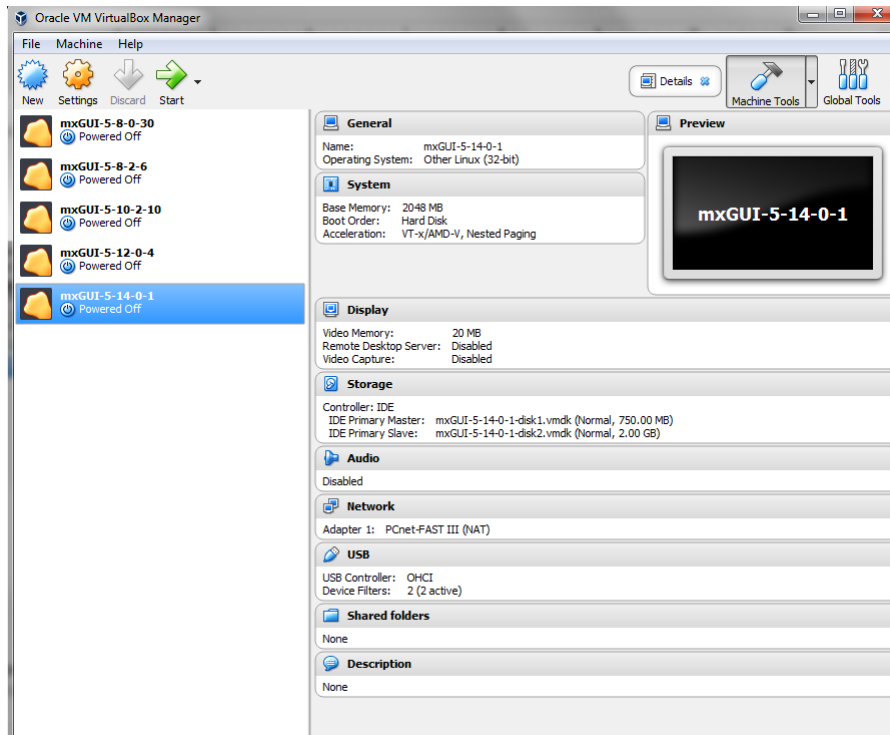 Oracle VM VirtualBox Manager
File Machine Help
New Settings Discard Start
Details Machine Tools Global Tools
mxGUI-5-8-0-30
Powered Off
mxGUI-5-8-2-6
Powered Off
mxGUI-5-10-2-10
Powered Off
mxGUI-5-12-0-4
Powered Off
mxGUI-5-14-0-1
Powered Off
General
Name: mxGUI-5-14-0-1
Operating System: Other Linux (32-bit)
System
Base Memory: 2048 MB
Boot Order: Hard Disk
Acceleration: VT-x/AMD-V, Nested Paging
Preview
mxGUI-5-14-0-1
Display
Video Memory: 20 MB
Remote Desktop Server: Disabled
Video Capture: Disabled
Storage
Controller: IDE
IDE Primary Master: mxGUI-5-14-0-1-disk1.vmdk (Normal, 750.00 MB)
IDE Primary Slave: mxGUI-5-14-0-1-disk2.vmdk (Normal, 2.00 GB)
Audio
Disabled
Network
Adapter 1: PCnet-FAST III (NAT)
USB
USB Controller: OHCI
Device Filters: 2 (2 active)
Shared folders
None
Description
None